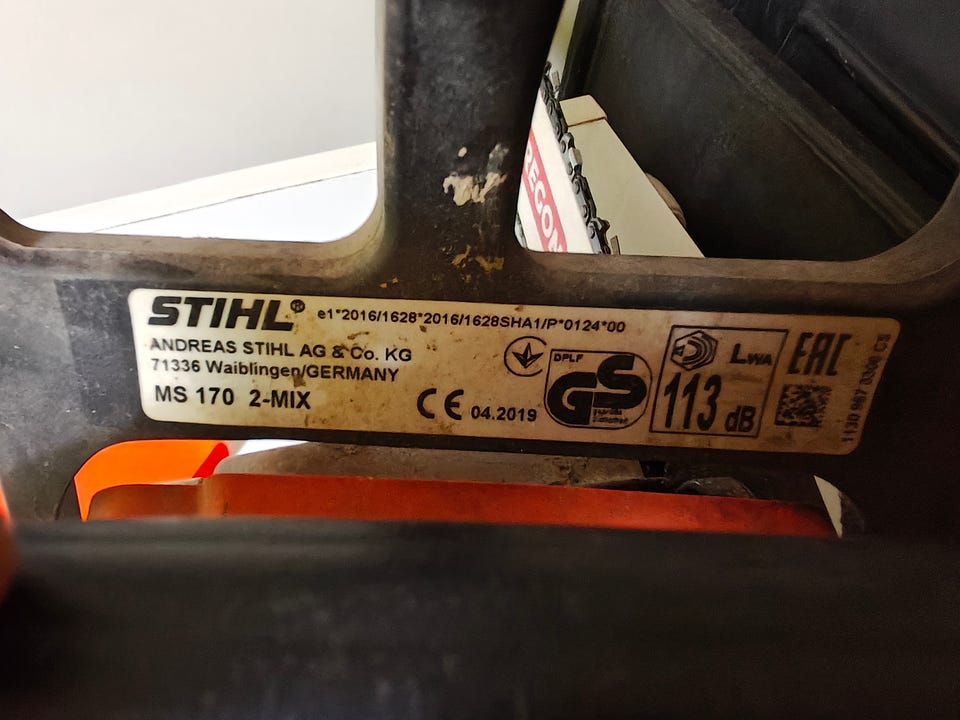 STIHL® e1*2016/1628*2016/1628SHA1/P*0124*00
ANDREAS STIHL AG & Co. KG
71336 Waiblingen/GERMANY
MS 170 2-MIX
CE 04.2019
DPLF
GS
LWA
113 dB
EAC
RECOM